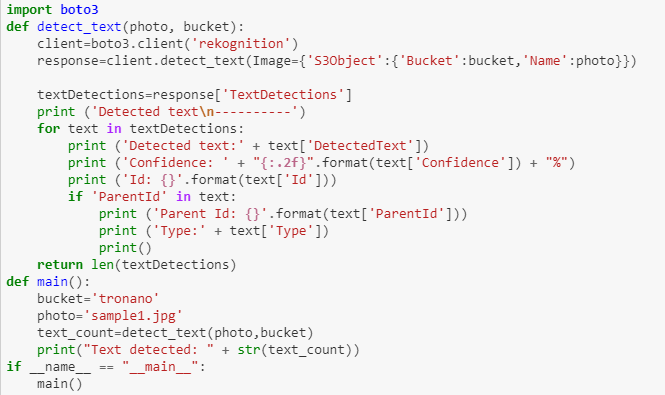 import boto3
def detect_text(photo, bucket):
    client=boto3.client('rekognition')
    response=client.detect_text(Image={'S3Object':{'Bucket':bucket,'Name':photo}})

    textDetections=response['TextDetections']
    print ('Detected text\n----------')
    for text in textDetections:
        print ('Detected text:' + text['DetectedText'])
        print ('Confidence: ' + "{:.2f}".format(text['Confidence']) + "%")
        print ('Id: {}'.format(text['Id']))
        if 'ParentId' in text:
            print ('Parent Id: {}'.format(text['ParentId']))
            print ('Type:' + text['Type'])
            print()
    return len(textDetections)
def main():
    bucket='tronano'
    photo='sample1.jpg'
    text_count=detect_text(photo,bucket)
    print("Text detected: " + str(text_count))
if __name__ == "__main__":
    main()